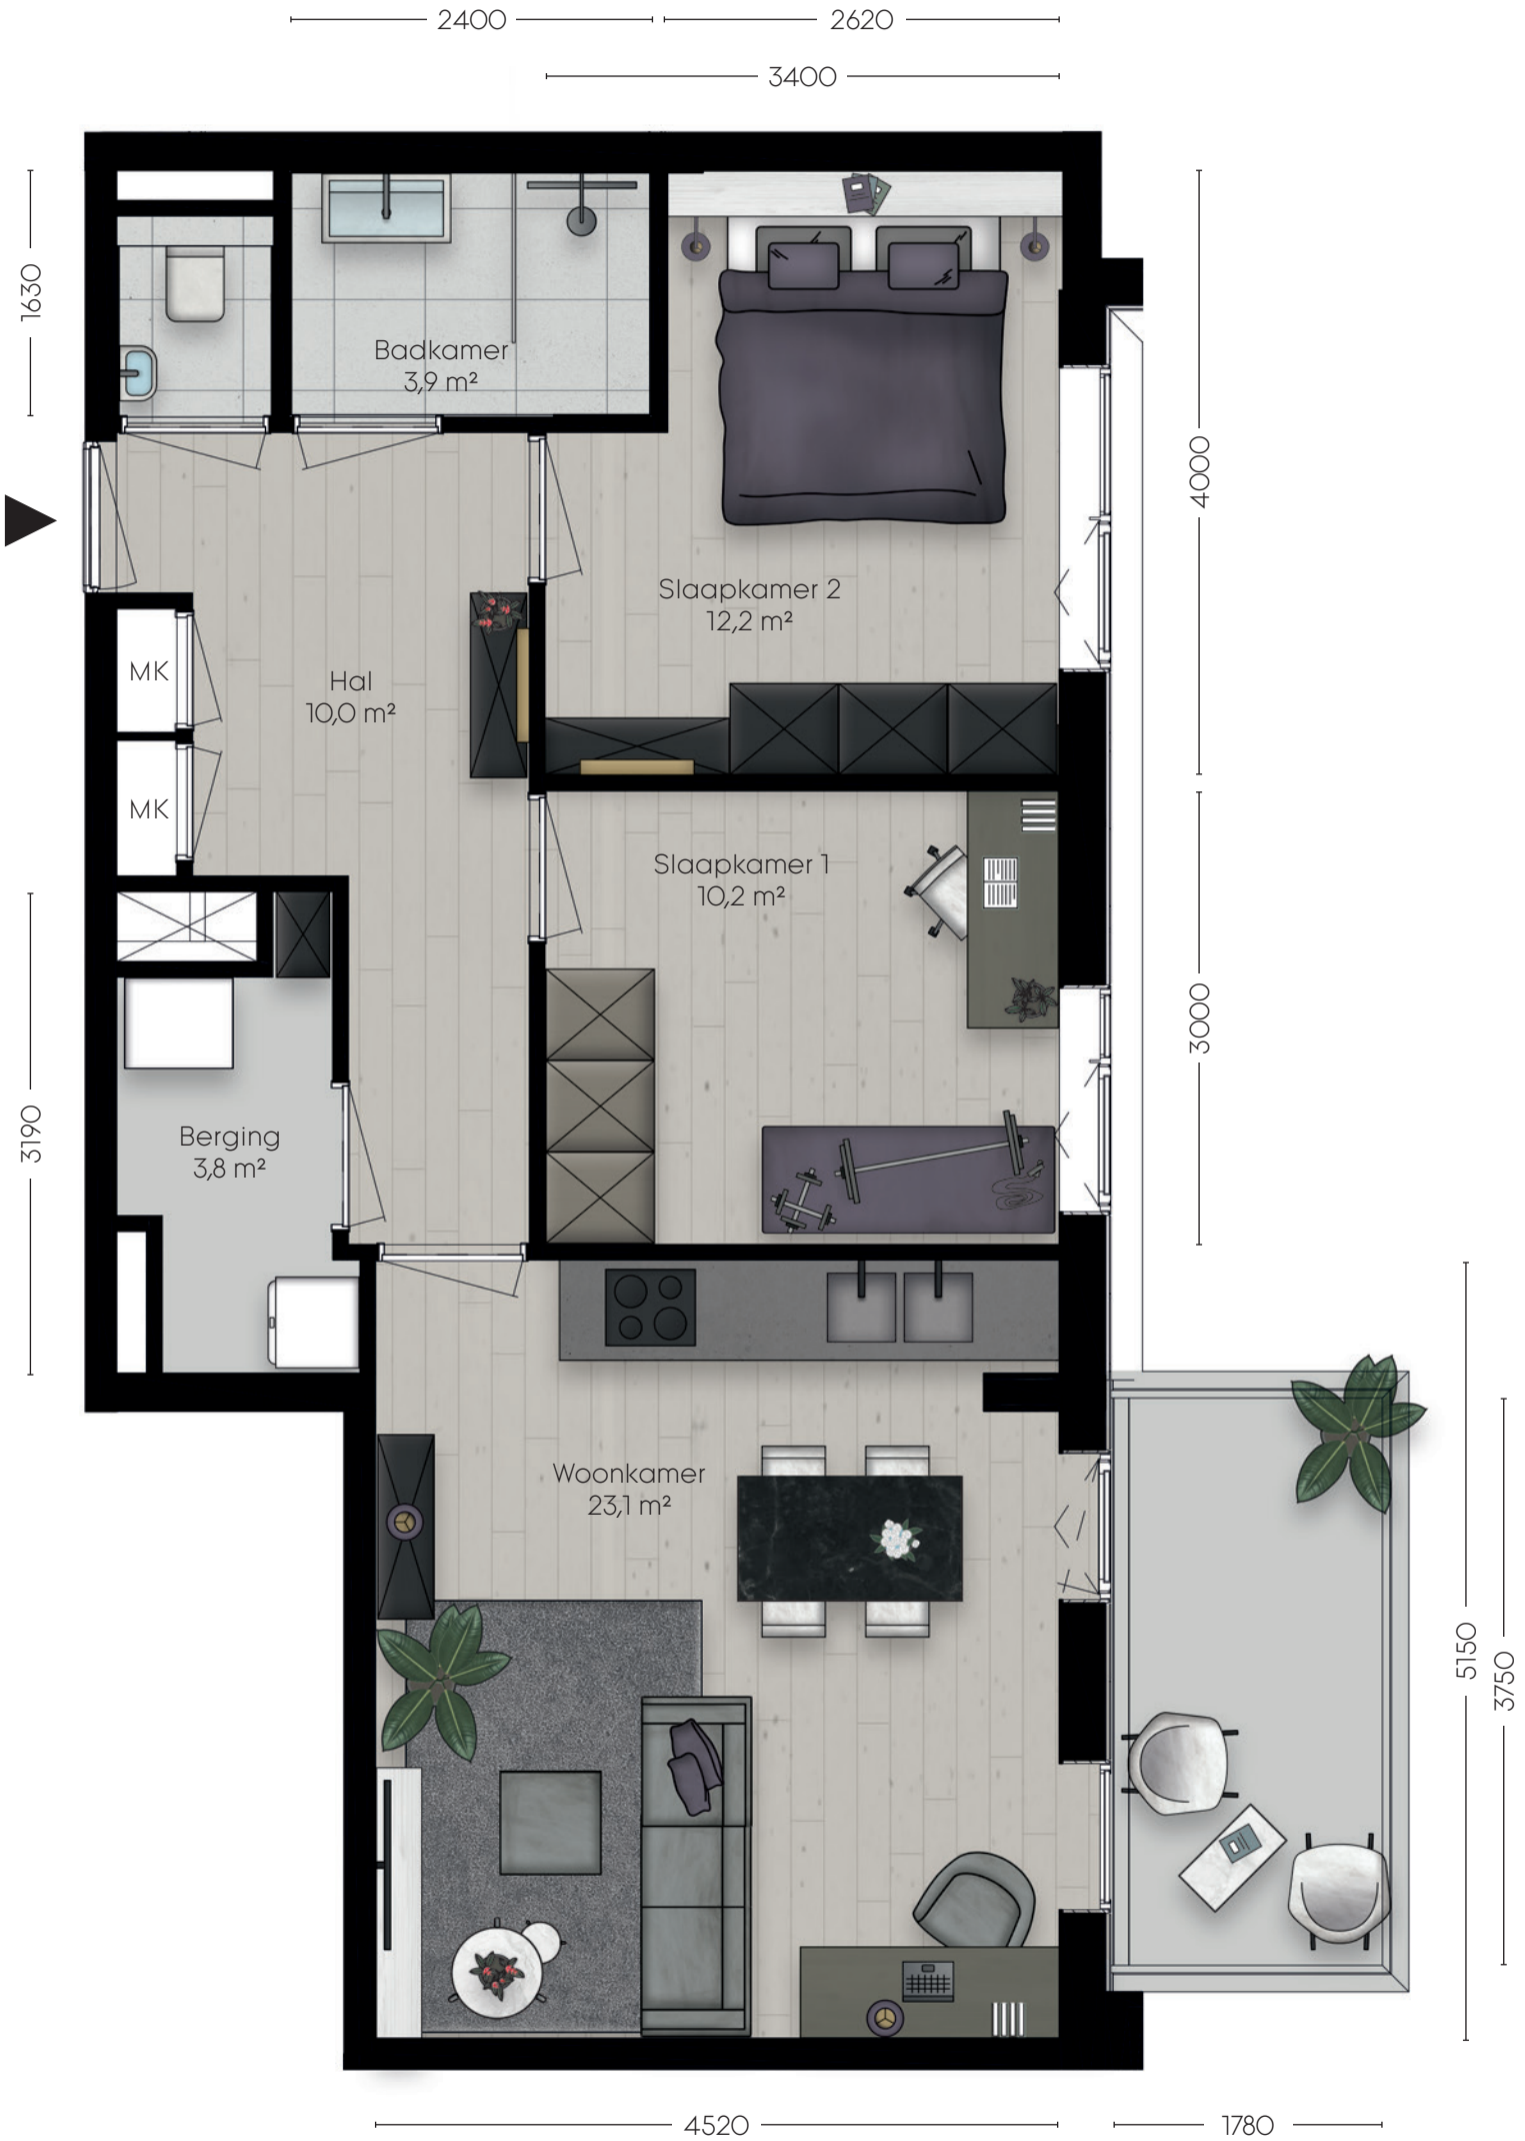 2400
2620
3400
1630
Badkamer
3,9 m²
4000
Slaapkamer 2
12,2 m²
MK
Hal
10,0 m²
MK
Slaapkamer 1
10,2 m²
3000
3190
Berging
3,8 m²
Woonkamer
23,1 m²
5150
3750
4520
1780